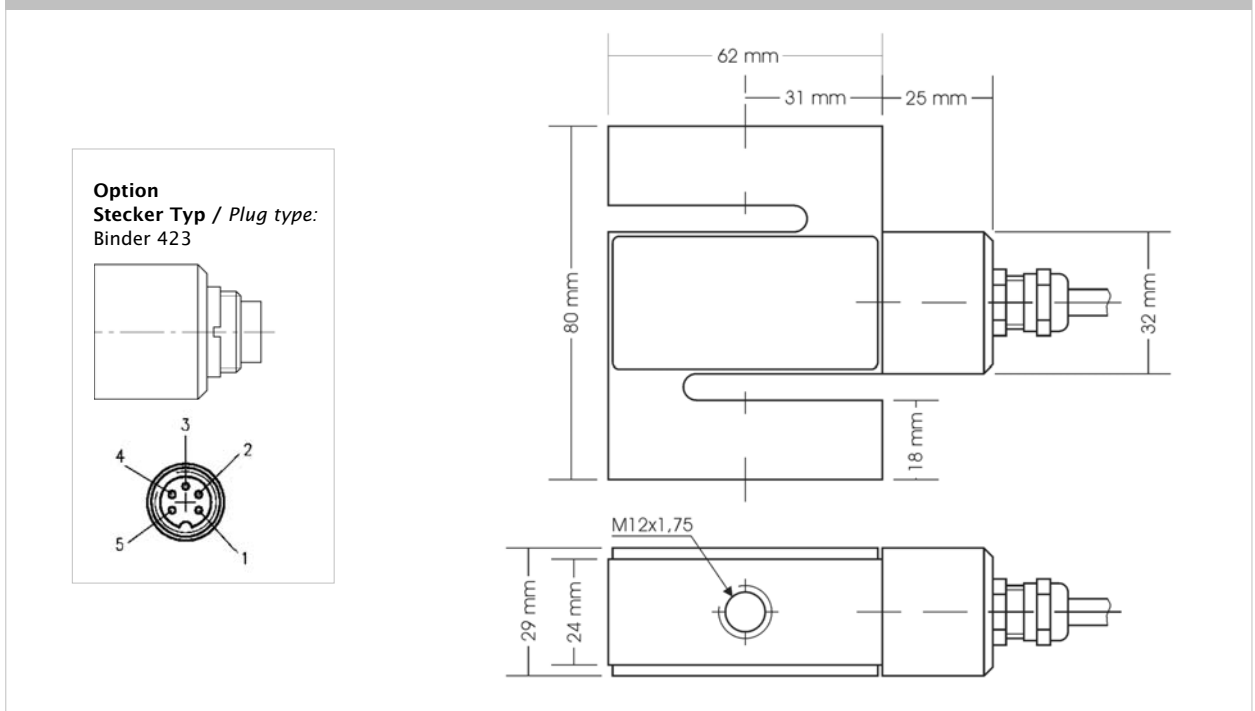 Option
Stecker Typ / Plug type:
Binder 423
3
4
2
5
1
62 mm
31 mm
25 mm
80 mm
32 mm
18 mm
M12x1,75
29 mm
24 mm